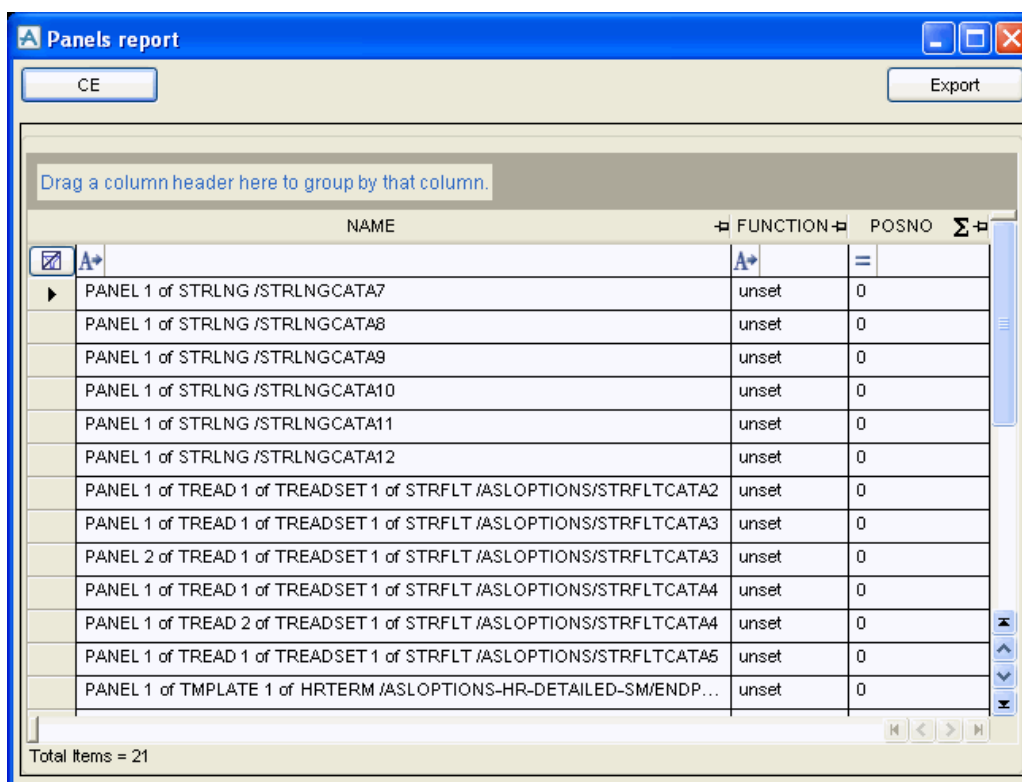 Panels report
CE Export
Drag a column header here to group by that column.
NAME FUNCTION POSNO Σ
A =
PANEL 1 of STRLNG /STRLNGCATA7 unset 0
PANEL 1 of STRLNG /STRLNGCATA8 unset 0
PANEL 1 of STRLNG /STRLNGCATA9 unset 0
PANEL 1 of STRLNG /STRLNGCATA10 unset 0
PANEL 1 of STRLNG /STRLNGCATA11 unset 0
PANEL 1 of STRLNG /STRLNGCATA12 unset 0
PANEL 1 of TREAD 1 of TREADSET 1 of STRFLT /ASLOPTIONS/STRFLTCATA2 unset 0
PANEL 1 of TREAD 1 of TREADSET 1 of STRFLT /ASLOPTIONS/STRFLTCATA3 unset 0
PANEL 2 of TREAD 1 of TREADSET 1 of STRFLT /ASLOPTIONS/STRFLTCATA3 unset 0
PANEL 1 of TREAD 1 of TREADSET 1 of STRFLT /ASLOPTIONS/STRFLTCATA4 unset 0
PANEL 1 of TREAD 2 of TREADSET 1 of STRFLT /ASLOPTIONS/STRFLTCATA4 unset 0
PANEL 1 of TREAD 1 of TREADSET 1 of STRFLT /ASLOPTIONS/STRFLTCATA5 unset 0
PANEL 1 of TMPLATE 1 of HRTERM /ASLOPTIONS-HR-DETAILED-SM/ENDP... unset 0
Total Items = 21